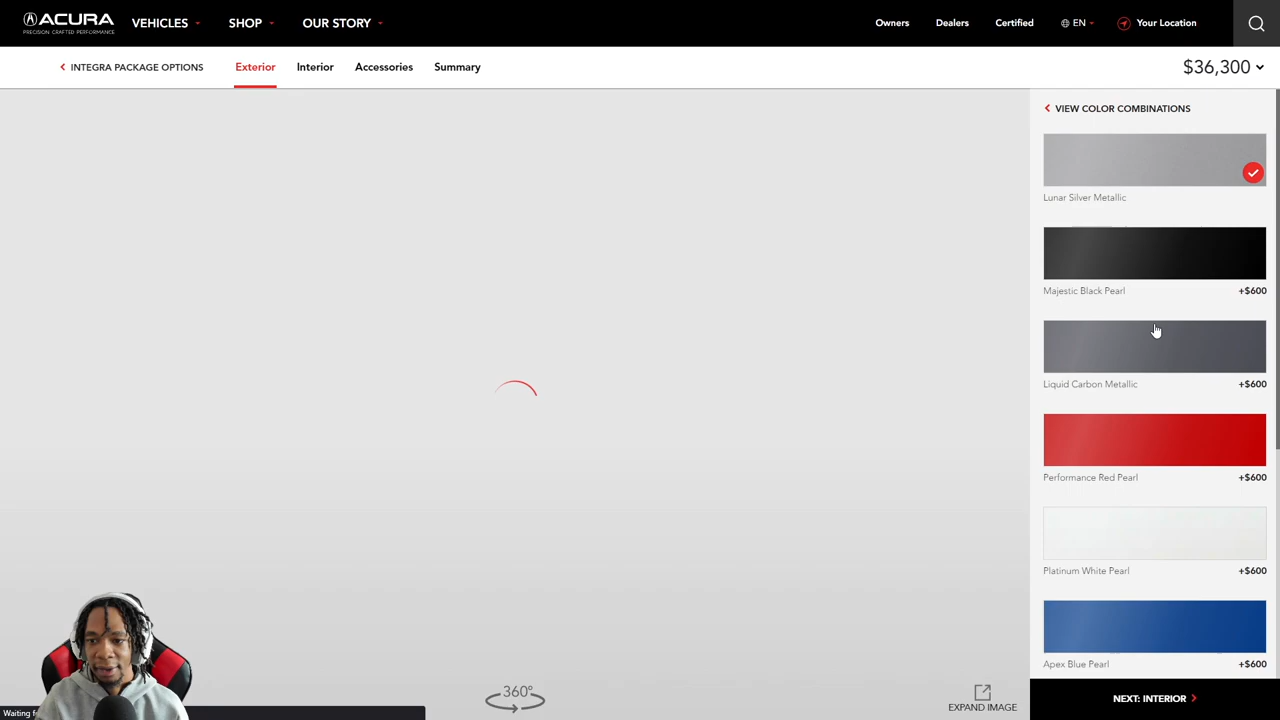 ACURA
PRECISION CRAFTED PERFORMANCE
VEHICLES
SHOP
OUR STORY
Owners
Dealers
Certified
EN
Your Location
INTEGRA PACKAGE OPTIONS
Exterior
Interior
Accessories
Summary
$36,300
VIEW COLOR COMBINATIONS
Lunar Silver Metallic
Majestic Black Pearl +$600
Liquid Carbon Metallic +$600
Performance Red Pearl +$600
Platinum White Pearl +$600
Apex Blue Pearl +$600
360°
EXPAND IMAGE
NEXT: INTERIOR
Waiting